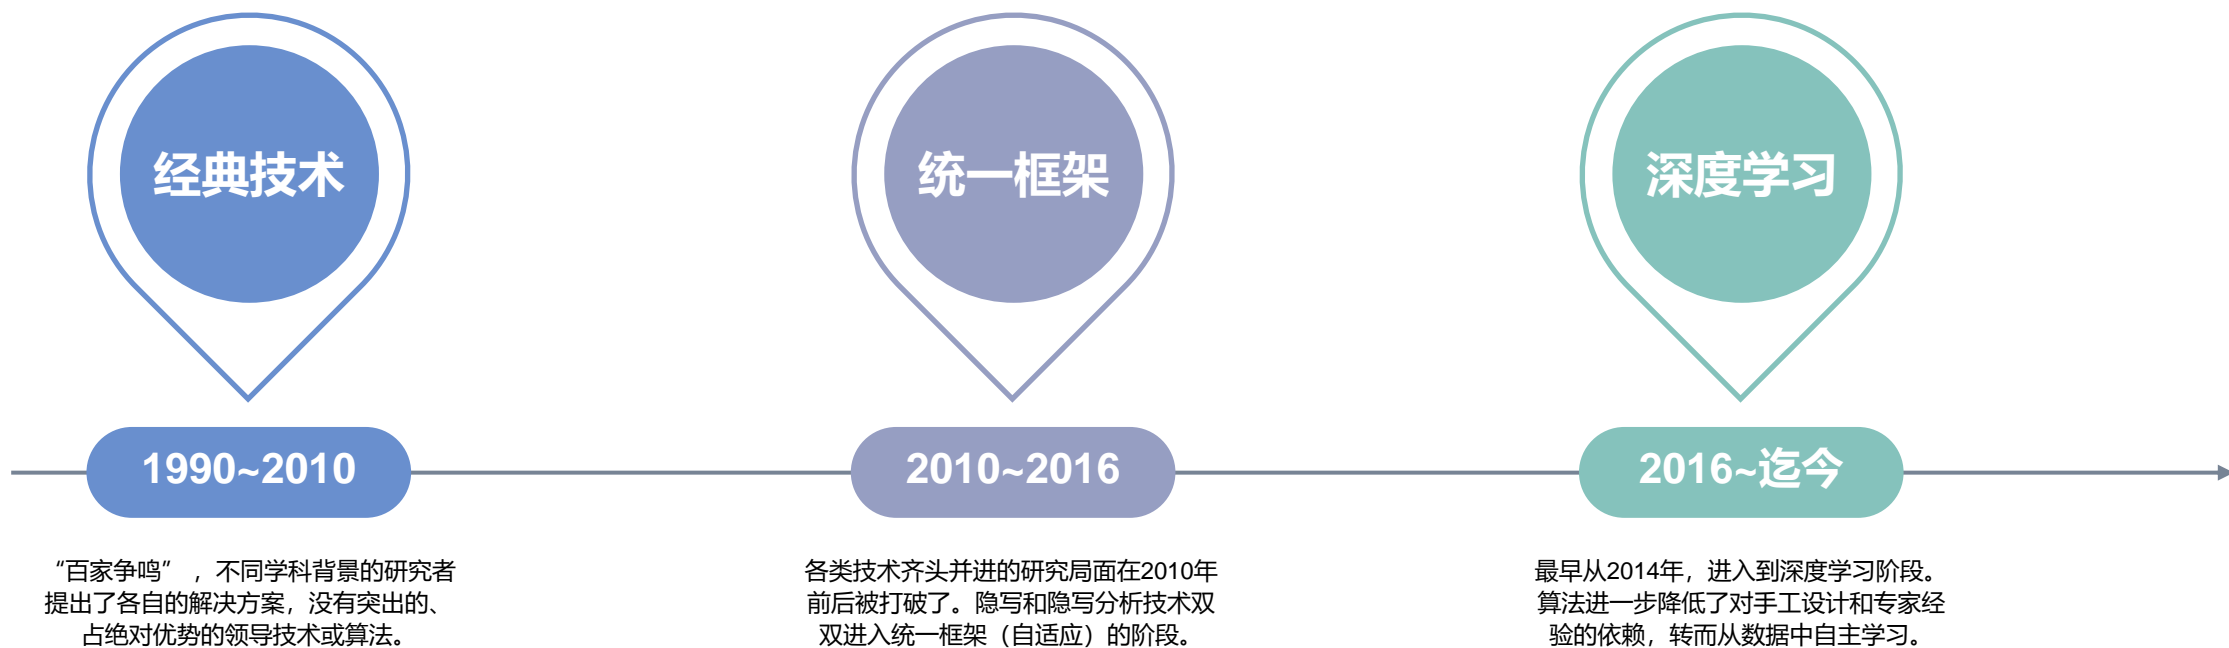 经典技术
统一框架
深度学习
1990~2010
2010~2016
2016~迄今
“百家争鸣”，不同学科背景的研究者
提出了各自的解决方案，没有突出的、
占绝对优势的领导技术或算法。
各类技术齐头并进的研究局面在2010年
前后被打破了。隐写和隐写分析技术双
双进入统一框架（自适应）的阶段。
最早从2014年，进入到深度学习阶段。
算法进一步降低了对手工设计和专家经
验的依赖，转而从数据中自主学习。